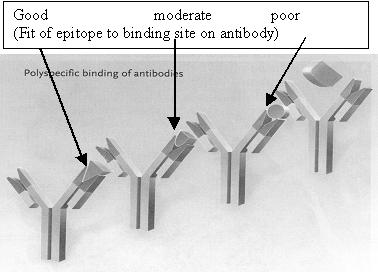 Good moderate poor
(Fit of epitope to binding site on antibody)
Polyspecific binding of antibodies